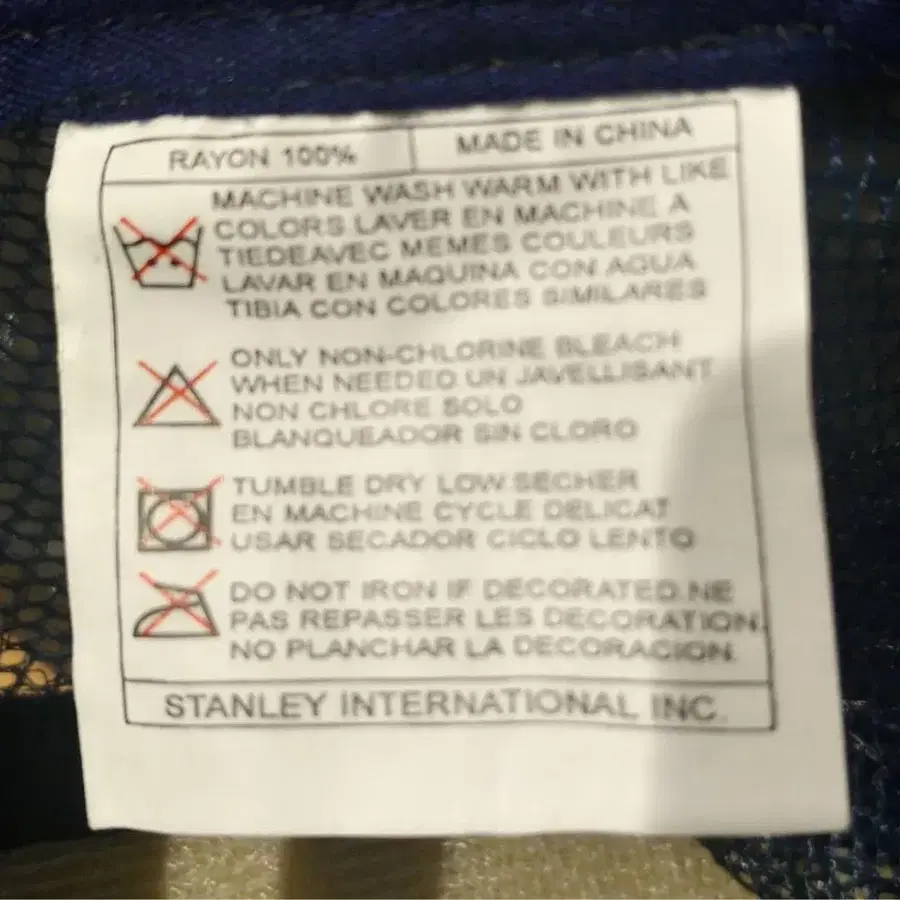 RAYON 100%
MADE IN CHINA
MACHINE WASH WARM WITH LIKE
COLORS.LAVER EN MACHINE A
TIEDEAVEC MEMES COULEURS
LAVAR EN MAQUINA CON AGUA
TIBIA CON COLORES SIMILARES
ONLY NON-CHLORINE BLEACH
WHEN NEEDED.UN JAVELLISANT
NON CHLORE SOLO
BLANQUEADOR SIN CLORO
TUMBLE DRY LOW.SECHER
EN MACHINE CYCLE DELICAT
USAR SECADOR CICLO LENTO
DO NOT IRON IF DECORATED.NE
PAS REPASSER LES DECORATION.
NO PLANCHAR LA DECORACION.
STANLEY INTERNATIONAL INC.